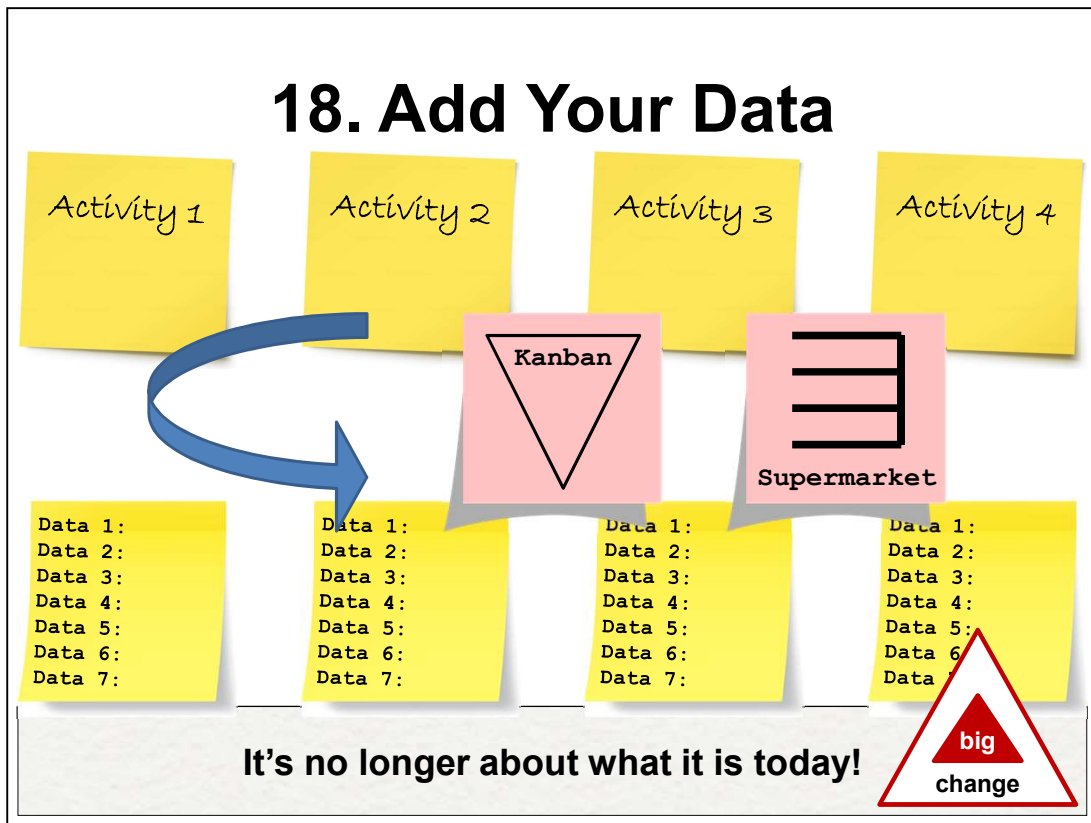 18. Add Your Data
Activity 1
Activity 2
Activity 3
Activity 4
Kanban
Supermarket
Data 1:
Data 2:
Data 3:
Data 4:
Data 5:
Data 6:
Data 7:
Data 1:
Data 2:
Data 3:
Data 4:
Data 5:
Data 6:
Data 7:
Data 1:
Data 2:
Data 3:
Data 4:
Data 5:
Data 6:
Data 7:
Data 1:
Data 2:
Data 3:
Data 4:
Data 5:
Data 6:
Data
It’s no longer about what it is today!
big
change